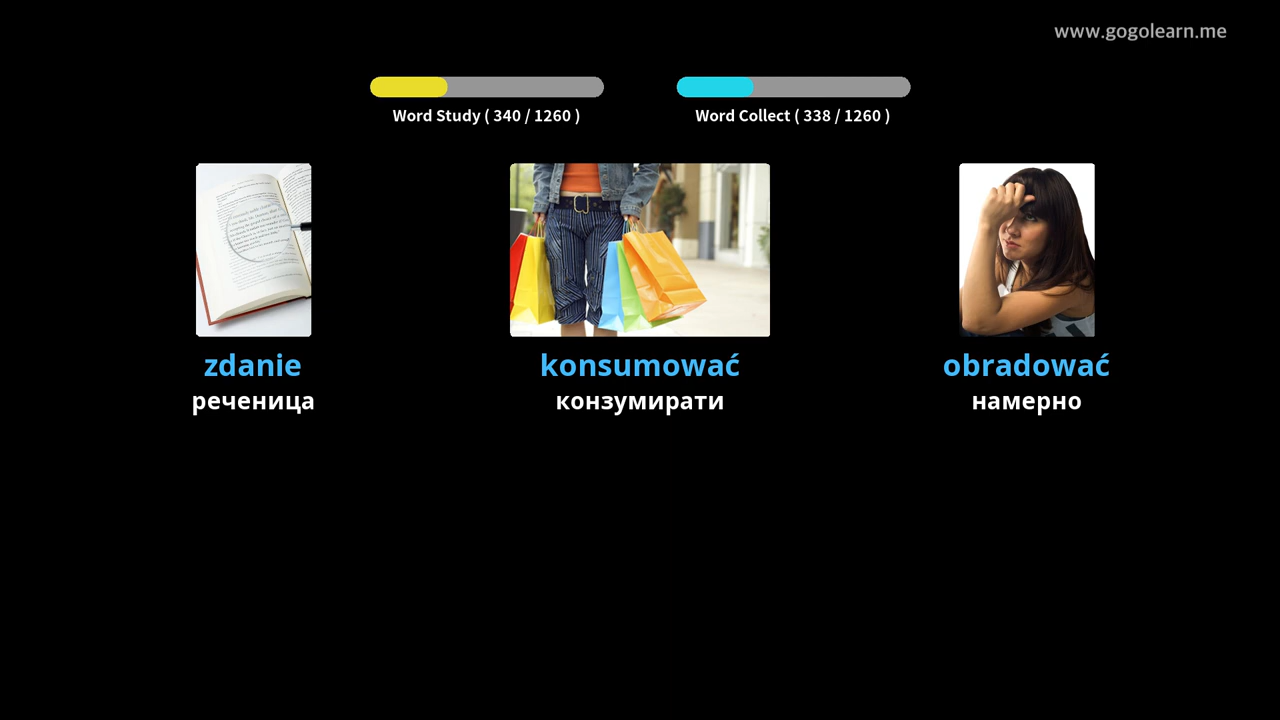 www.gogolearn.me
Word Study ( 340 / 1260 )
Word Collect ( 338 / 1260 )
zdanie
konsumować
obradować
реченица
конзумирати
намерно